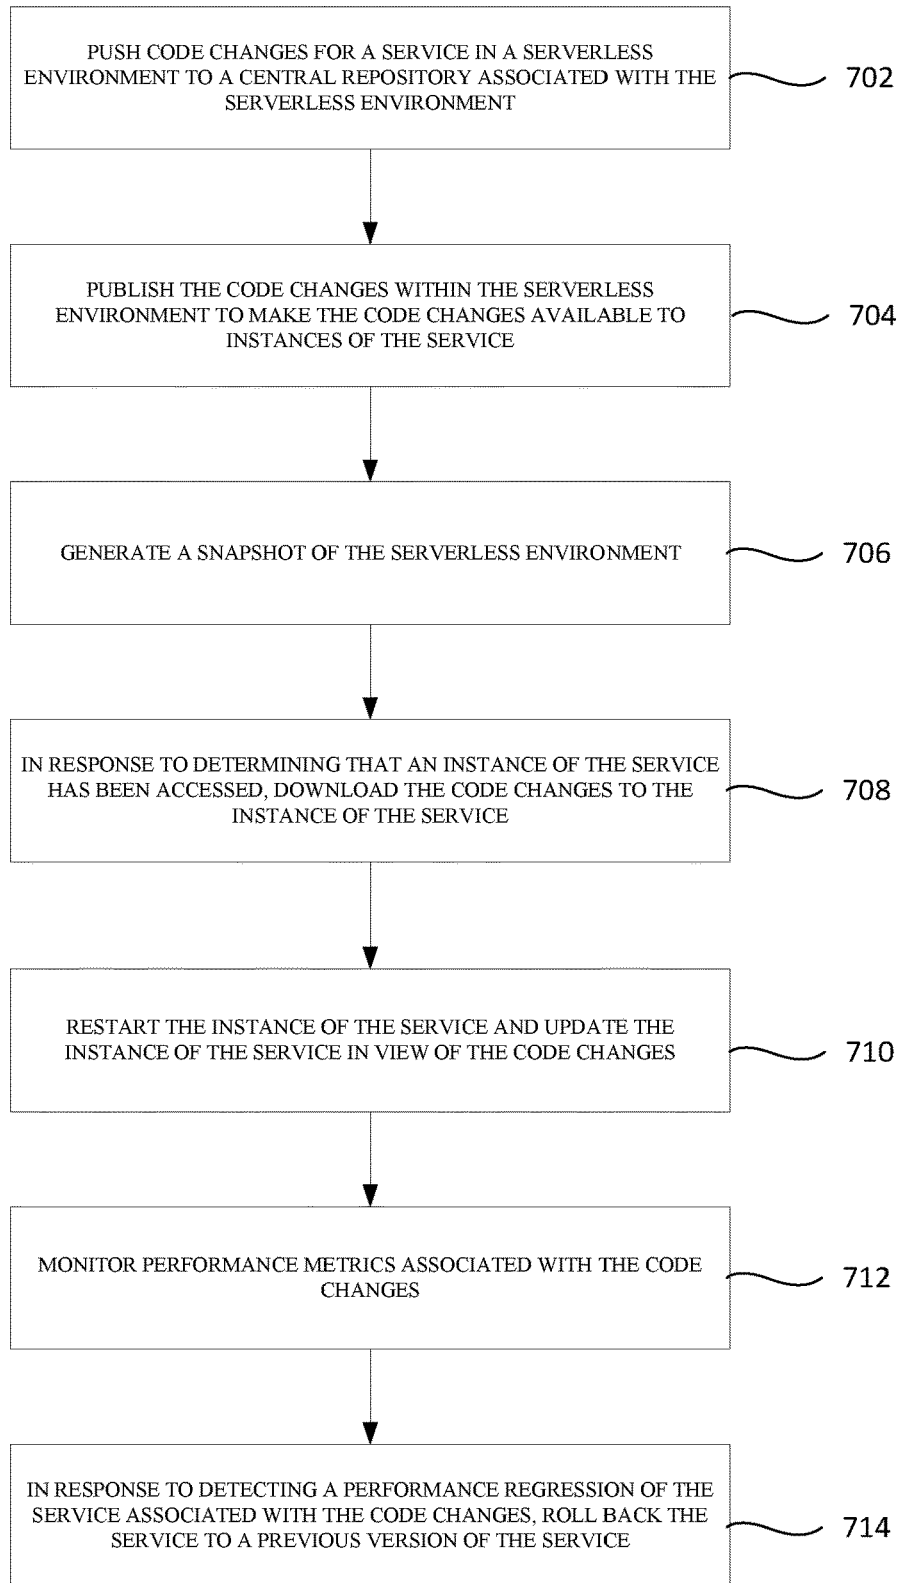 PUSH CODE CHANGES FOR A SERVICE IN A SERVERLESS
ENVIRONMENT TO A CENTRAL REPOSITORY ASSOCIATED WITH THE
SERVERLESS ENVIRONMENT
702
PUBLISH THE CODE CHANGES WITHIN THE SERVERLESS
ENVIRONMENT TO MAKE THE CODE CHANGES AVAILABLE TO
INSTANCES OF THE SERVICE
704
GENERATE A SNAPSHOT OF THE SERVERLESS ENVIRONMENT
706
IN RESPONSE TO DETERMINING THAT AN INSTANCE OF THE SERVICE
HAS BEEN ACCESSED, DOWNLOAD THE CODE CHANGES TO THE
INSTANCE OF THE SERVICE
708
RESTART THE INSTANCE OF THE SERVICE AND UPDATE THE
INSTANCE OF THE SERVICE IN VIEW OF THE CODE CHANGES
710
MONITOR PERFORMANCE METRICS ASSOCIATED WITH THE CODE
CHANGES
712
IN RESPONSE TO DETECTING A PERFORMANCE REGRESSION OF THE
SERVICE ASSOCIATED WITH THE CODE CHANGES, ROLL BACK THE
SERVICE TO A PREVIOUS VERSION OF THE SERVICE
714